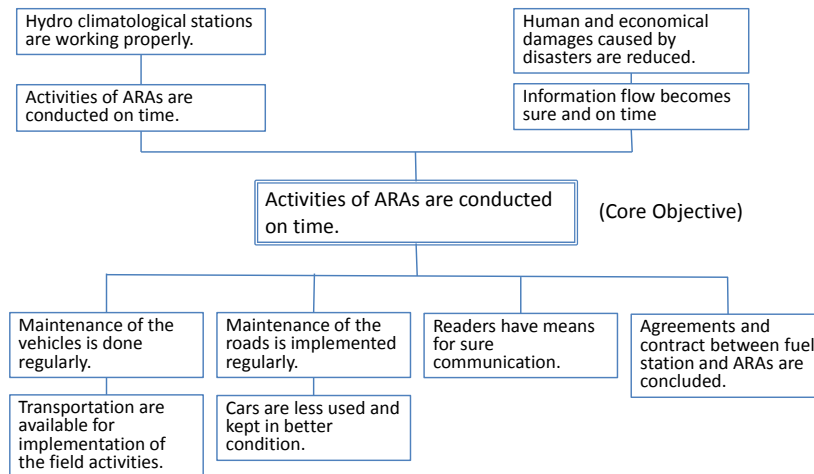 Hydro climatological stations
are working properly.
Human and economical
damages caused by
disasters are reduced.
Activities of ARAs are
conducted on time.
Information flow becomes
sure and on time
Activities of ARAs are conducted
on time.
(Core Objective)
Maintenance of the
vehicles is done
regularly.
Maintenance of the
roads is implemented
regularly.
Readers have means
for sure
communication.
Agreements and
contract between fuel
station and ARAs are
concluded.
Transportation are
available for
implementation of
the field activities.
Cars are less used and
kept in better
condition.